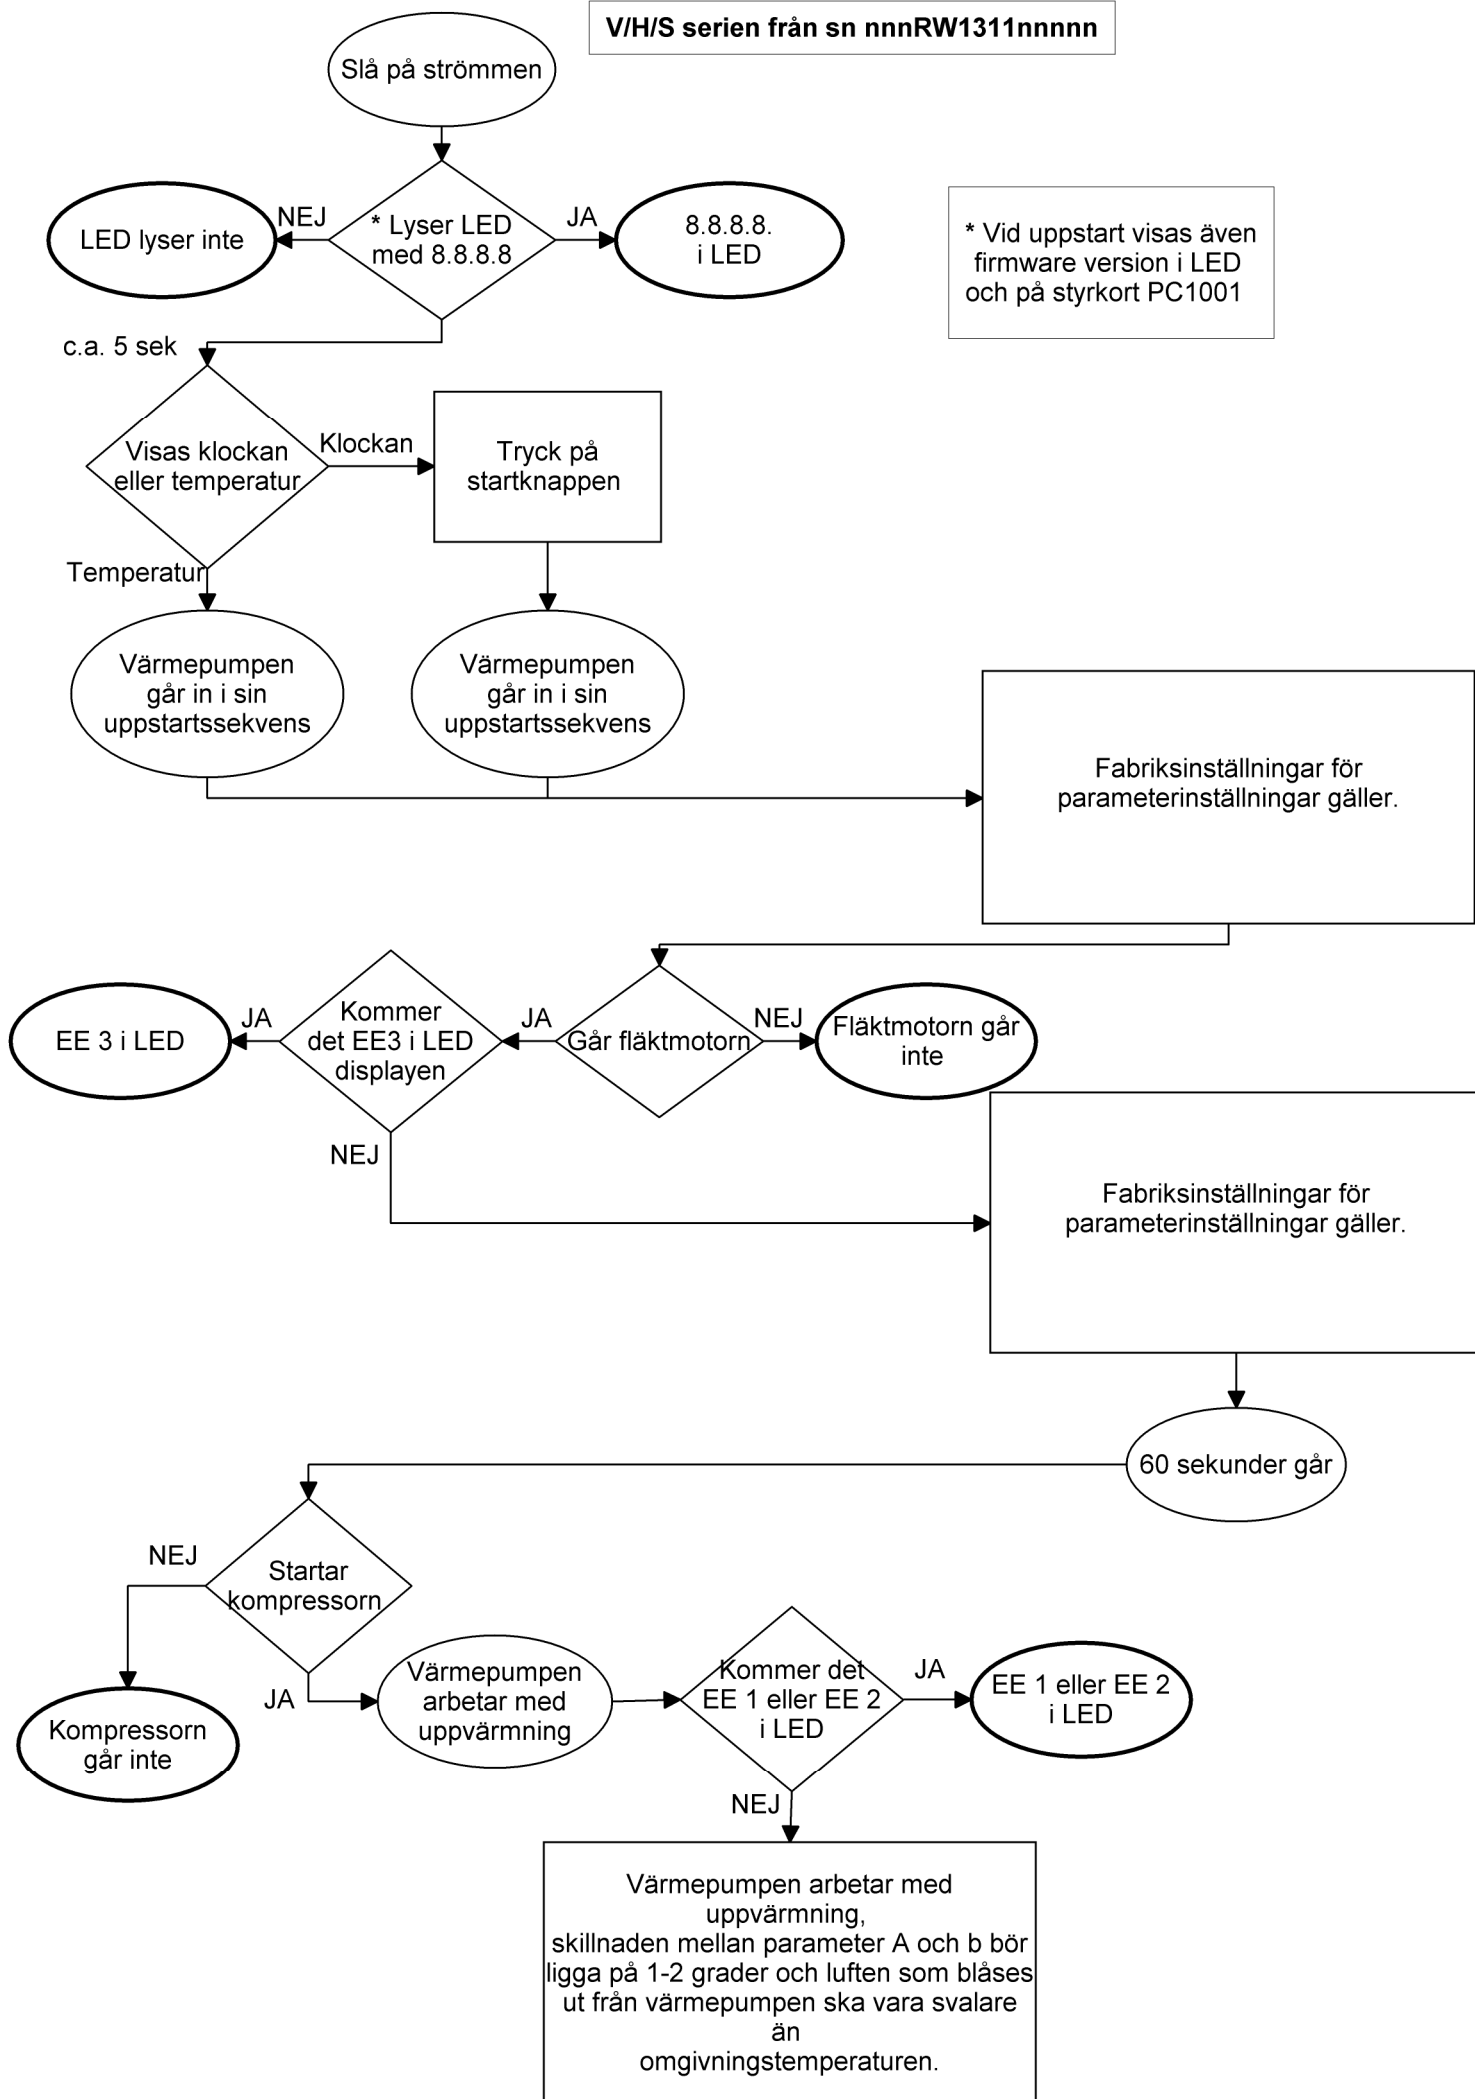 V/H/S serien från sn nnnRW1311nnnnn
Slå på strömmen
NEJ
* Lyser LED
med 8.8.8.8
JA
LED lyser inte
8.8.8.8.
i LED
* Vid uppstart visas även
firmware version i LED
och på styrkort PC1001
c.a. 5 sek
Visas klockan
eller temperatur
Klockan
Tryck på
startknappen
Temperatur
Värmepumpen
går in i sin
uppstartssekvens
Värmepumpen
går in i sin
uppstartssekvens
Fabriksinställningar för
parameterinställningar gäller.
EE 3 i LED
JA
Kommer
det EE3 i LED
displayen
JA
Går fläktmotorn
NEJ
Fläktmotorn går
inte
NEJ
Fabriksinställningar för
parameterinställningar gäller.
60 sekunder går
NEJ
Startar
kompressorn
JA
Kompressorn
går inte
Värmepumpen
arbetar med
uppvärmning
Kommer det
EE 1 eller EE 2
i LED
JA
EE 1 eller EE 2
i LED
NEJ
Värmepumpen arbetar med
uppvärmning,
skillnaden mellan parameter A och b bör
ligga på 1-2 grader och luften som blåses
ut från värmepumpen ska vara svalare
än
omgivningstemperaturen.